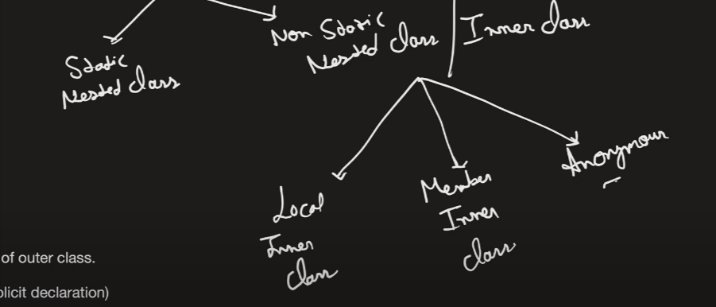 Static
Nested class
Non Static
Nested class
Inner class
Local
Inner
class
Member
Inner
class
Anonymous
of outer class.
plicit declaration)